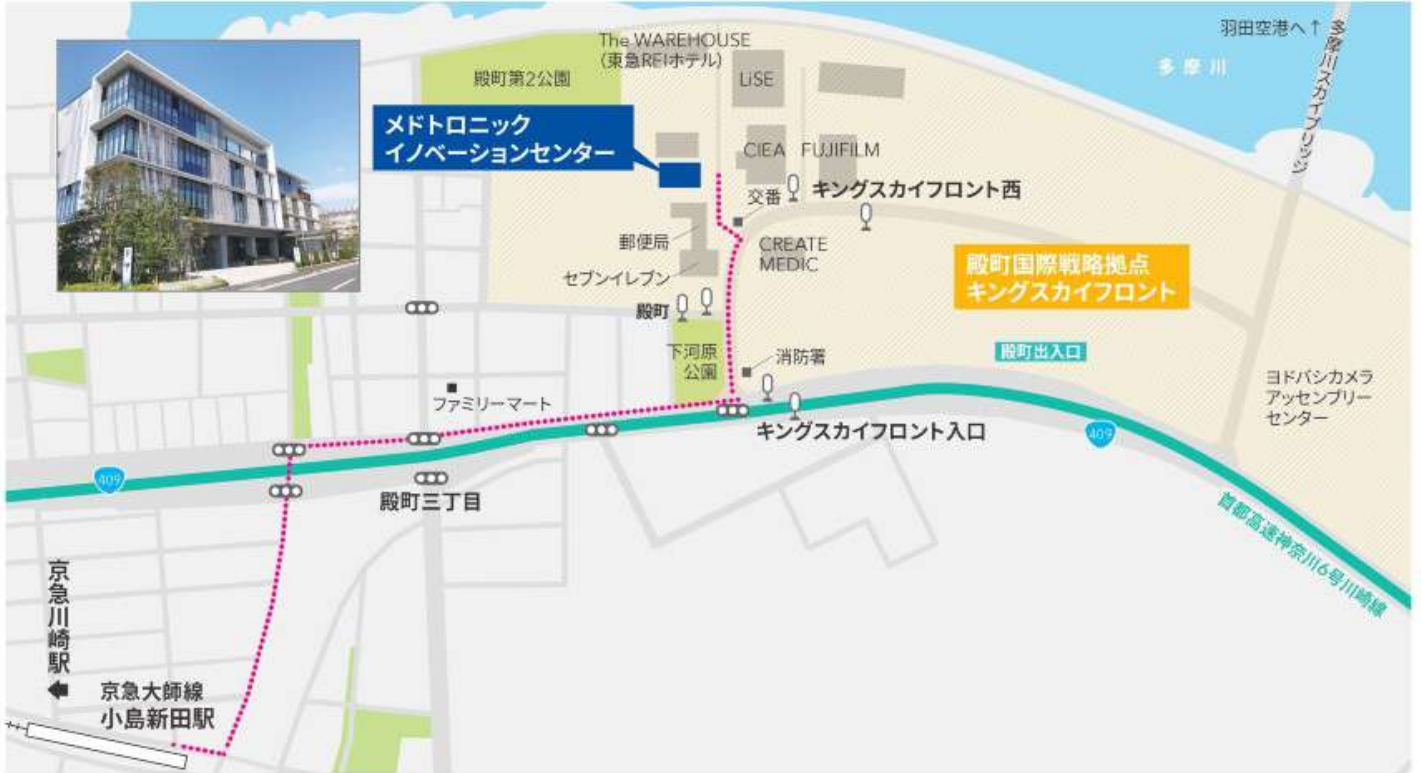 羽田空港へ↑
多摩川スカイブリッジ
多摩川
The WAREHOUSE
(東急REIホテル)
殿町第2公園
LiSE
メドトロニック
イノベーションセンター
CIEA
FUJIFILM
交番
キングスカイフロント西
郵便局
CREATE
MEDIC
セブンイレブン
殿町国際戦略拠点
キングスカイフロント
殿町
下河原
公園
消防署
殿町出入口
ヨドバシカメラ
アッセンブリー
センター
ファミリーマート
キングスカイフロント入口
409
409
殿町三丁目
首都高速神奈川6号川崎線
京急川崎駅
京急大師線
小島新田駅